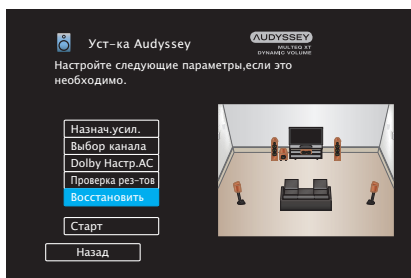 Уст-ка Audyssey
AUDYSSEY
MULTEQ XT
DYNAMIC VOLUME
Настройте следующие параметры,если это
необходимо.
Назнач.усил.
Выбор канала
Dolby Настр.АС
Проверка рез-тов
Восстановить
Старт
Назад